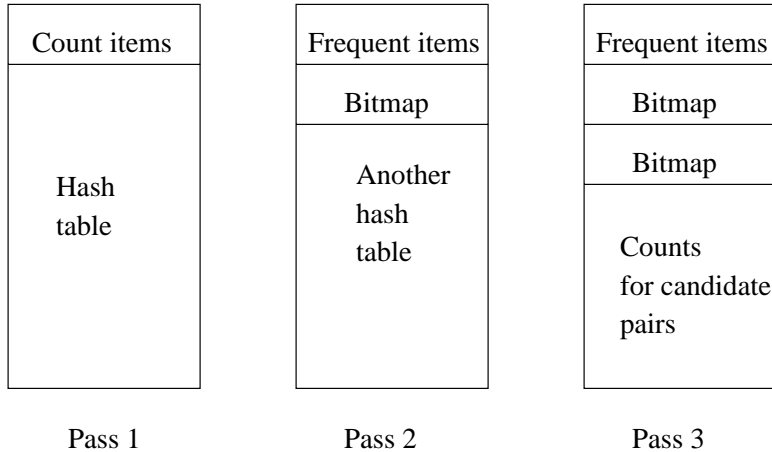 Count items
Hash
table
Pass 1
Frequent items
Bitmap
Another
hash
table
Pass 2
Frequent items
Bitmap
Bitmap
Counts
for candidate
pairs
Pass 3